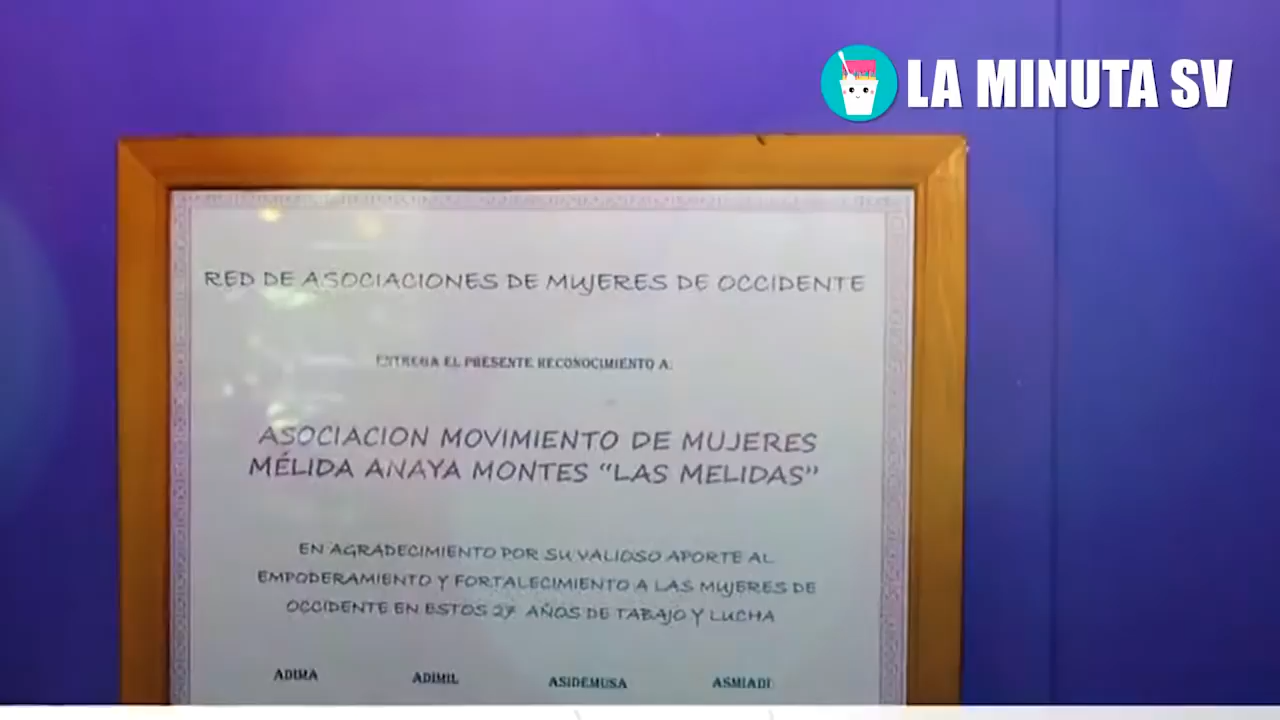 LA MINUTA SV
RED DE ASOCIACIONES DE MUJERES DE OCCIDENTE
ENTREGA EL PRESENTE RECONOCIMIENTO A:
ASOCIACION MOVIMIENTO DE MUJERES
MÉLIDA ANAYA MONTES “LAS MELIDAS”
EN AGRADECIMIENTO POR SU VALIOSO APORTE AL
EMPODERAMIENTO Y FORTALECIMIENTO A LAS MUJERES DE
OCCIDENTE EN ESTOS 27 AÑOS DE TABAJO Y LUCHA
ADIMA ADIMIL ASIDEMUSA ASMIADI